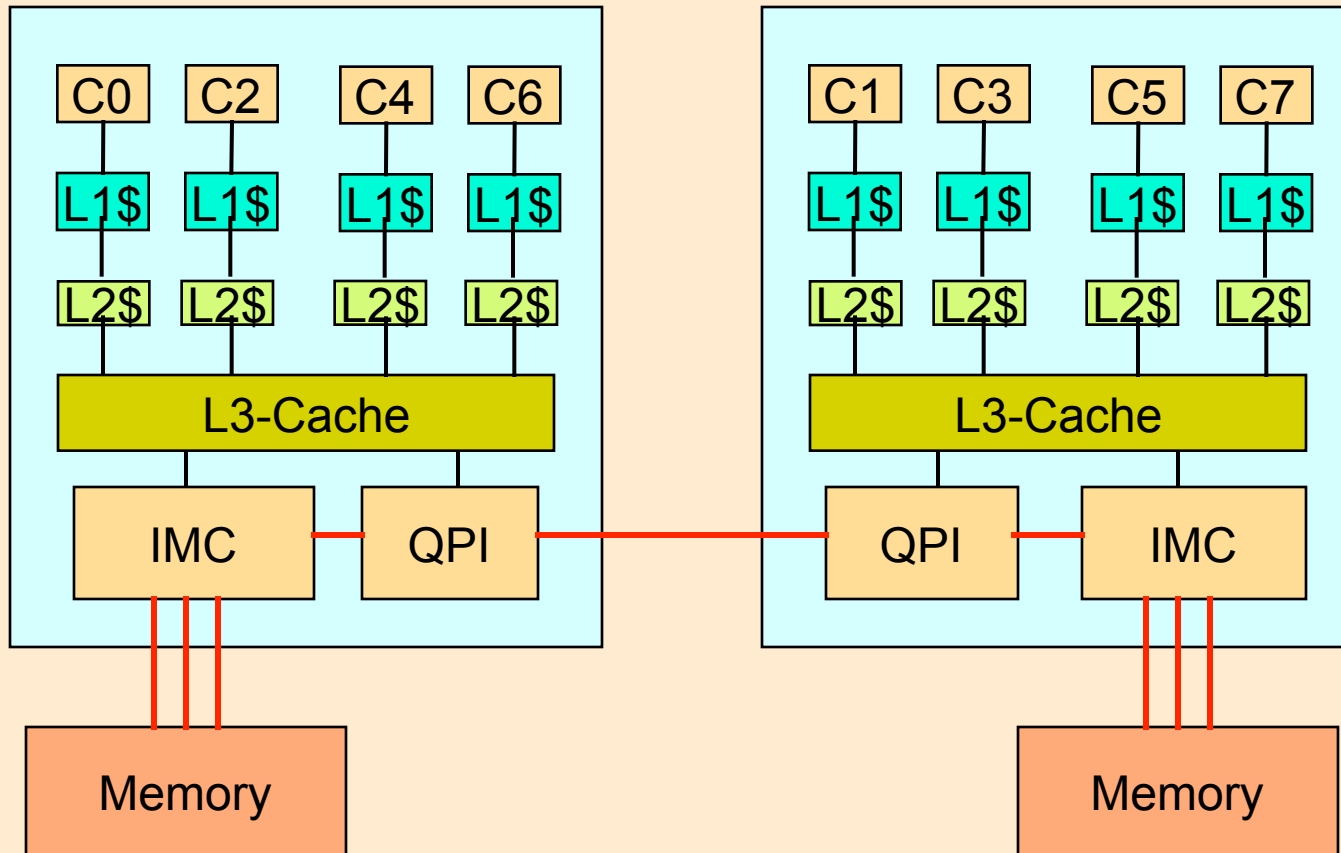 C0 C2 C4 C6
L1$ L1$ L1$ L1$
L2$ L2$ L2$ L2$
L3-Cache
IMC QPI
Memory
C1 C3 C5 C7
L1$ L1$ L1$ L1$
L2$ L2$ L2$ L2$
L3-Cache
QPI IMC
Memory